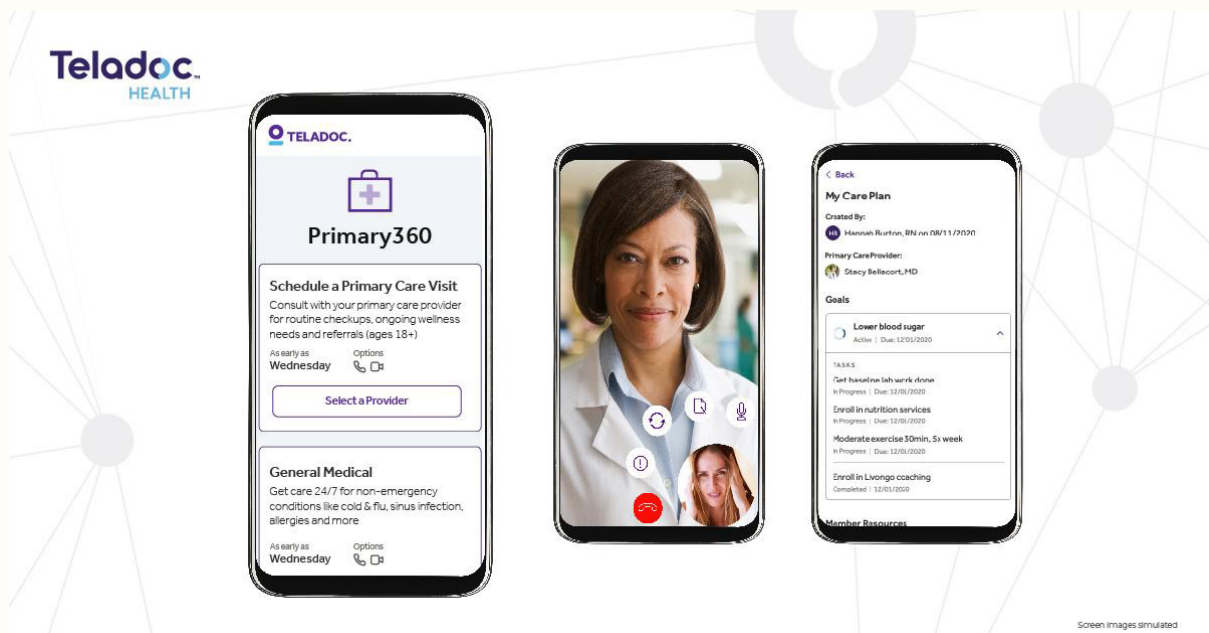 Teladoc™
HEALTH
TELADOC.
Primary360
Schedule a Primary Care Visit
Consult with your primary care provider
for routine checkups, ongoing wellness
needs and referrals (ages 18+)
As early as Options
Wednesday
Select a Provider
General Medical
Get care 24/7 for non-emergency
conditions like cold & flu, sinus infection,
allergies and more
As early as Options
Wednesday
< Back
My Care Plan
Created By:
Hannah Burton, RN on 08/11/2020
Primary Care Provider:
Stacy Bellacort, MD
Goals
Lower blood sugar
Active | Due: 12/01/2020
TASKS
Get baseline lab work done
In Progress | Due: 12/01/2020
Enroll in nutrition services
In Progress | Due: 12/01/2020
Moderate exercise 30min, 5x week
In Progress | Due: 12/01/2020
Enroll in Livongo coaching
Completed | 12/01/2020
Member Resources
Screen images simulated